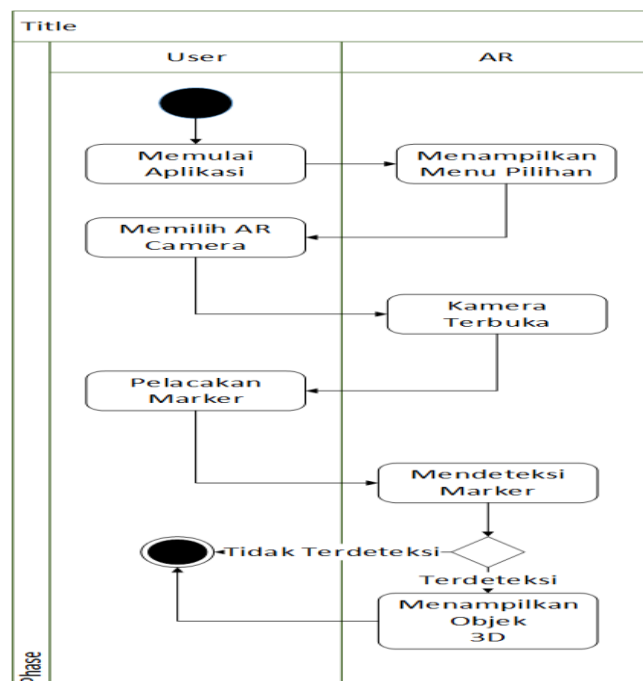 Title
User
AR
Memulai
Aplikasi
Menampilkan
Menu Pilihan
Memilih AR
Camera
Kamera
Terbuka
Pelacakan
Marker
Mendeteksi
Marker
Tidak Terdeteksi
Terdeteksi
Menampilkan
Objek
3D
Phase